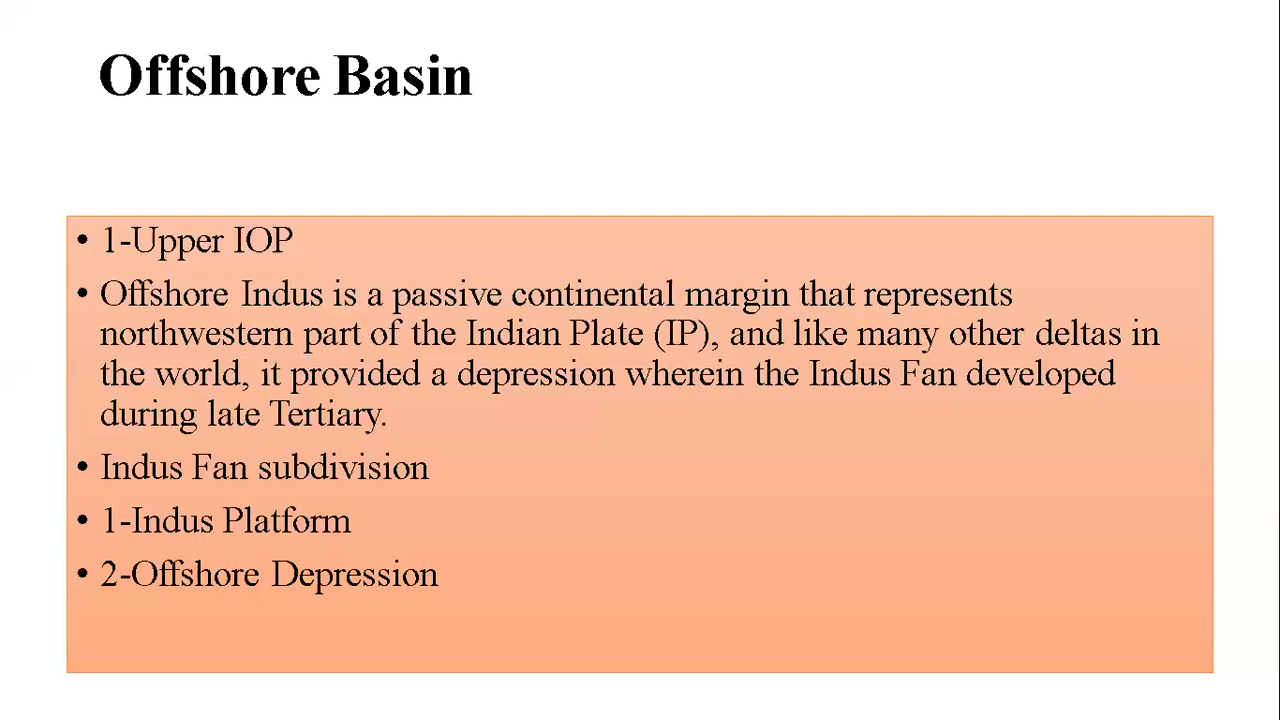 Offshore Basin
• 1-Upper IOP
• Offshore Indus is a passive continental margin that represents
northwestern part of the Indian Plate (IP), and like many other deltas in
the world, it provided a depression wherein the Indus Fan developed
during late Tertiary.
• Indus Fan subdivision
• 1-Indus Platform
• 2-Offshore Depression